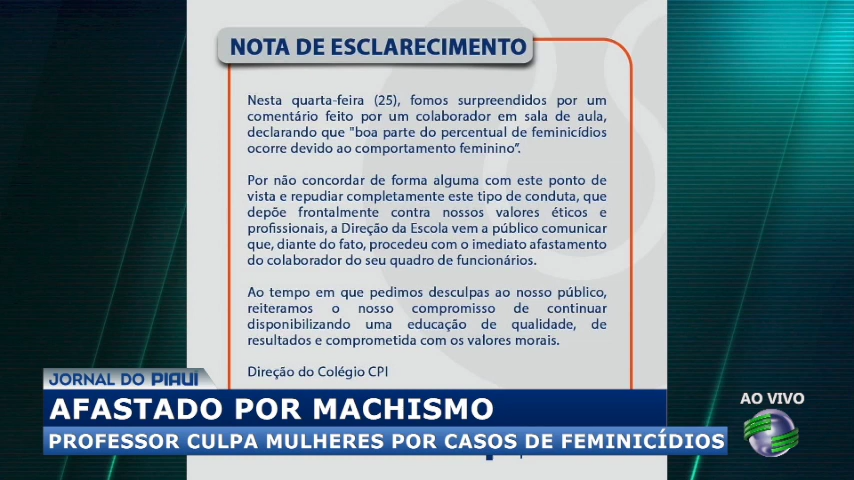 NOTA DE ESCLARECIMENTO
Nesta quarta-feira (25), fomos surpreendidos por um
comentário feito por um colaborador em sala de aula,
declarando que "boa parte do percentual de feminicídios
ocorre devido ao comportamento feminino”.
Por não concordar de forma alguma com este ponto de
vista e repudiar completamente este tipo de conduta, que
depõe frontalmente contra nossos valores éticos e
profissionais, a Direção da Escola vem a público comunicar
que, diante do fato, procedeu com o imediato afastamento
do colaborador do seu quadro de funcionários.
Ao tempo em que pedimos desculpas ao nosso público,
reiteramos o nosso compromisso de continuar
disponibilizando uma educação de qualidade, de
resultados e comprometida com os valores morais.
Direção do Colégio CPI
JORNAL DO PIAUÍ
AFASTADO POR MACHISMO
PROFESSOR CULPA MULHERES POR CASOS DE FEMINICÍDIOS
AO VIVO